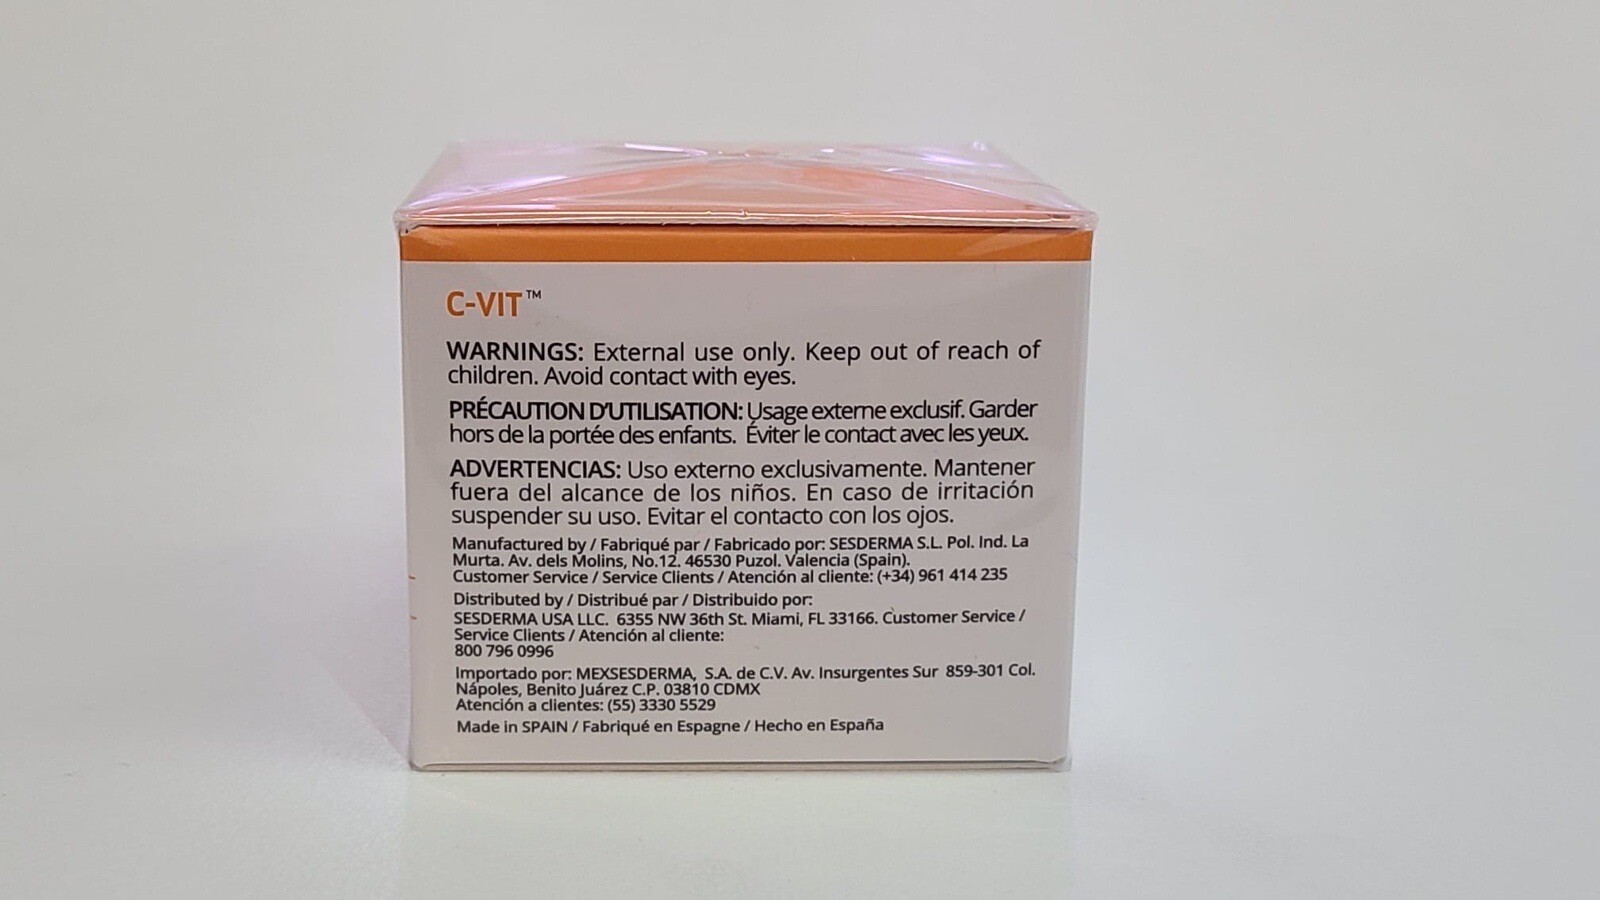 C-VIT™
WARNINGS: External use only. Keep out of reach of
children. Avoid contact with eyes.
PRÉCAUTION D'UTILISATION: Usage externe exclusif. Garder
hors de la portée des enfants. Éviter le contact avec les yeux.
ADVERTENCIAS: Uso externo exclusivamente. Mantener
fuera del alcance de los niños. En caso de irritación
suspender su uso. Evitar el contacto con los ojos.
Manufactured by / Fabriqué par / Fabricado por: SESDERMA S.L. Pol. Ind. La
Murta. Av. dels Molins, No.12. 46530 Puzol. Valencia (Spain).
Customer Service / Service Clients / Atención al cliente: (+34) 961 414 235
Distributed by / Distribué par / Distribuido por:
SESDERMA USA LLC. 6355 NW 36th St. Miami, FL 33166. Customer Service /
Service Clients / Atención al cliente:
800 796 0996
Importado por: MEXSESDERMA, S.A. de C.V. Av. Insurgentes Sur 859-301 Col.
Nápoles, Benito Juárez C.P. 03810 CDMX
Atención a clientes: (55) 3330 5529
Made in SPAIN / Fabriqué en Espagne / Hecho en España